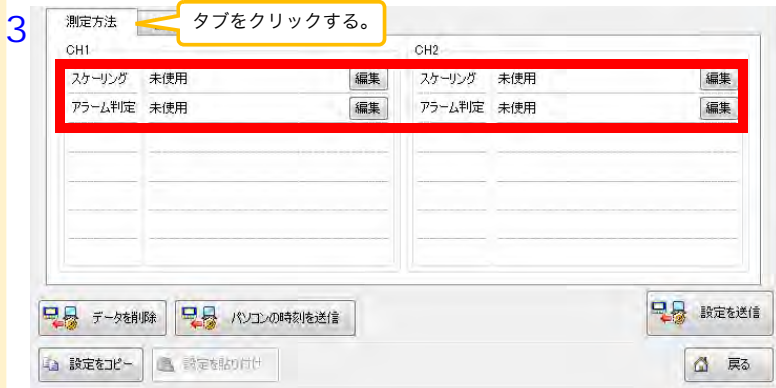 3
測定方法
タブをクリックする。
CH1
CH2
スケーリング 未使用 編集
スケーリング 未使用 編集
アラーム判定 未使用 編集
アラーム判定 未使用 編集
データを削除
パソコンの時刻を送信
設定を送信
設定をコピー
設定を貼り付け
戻る